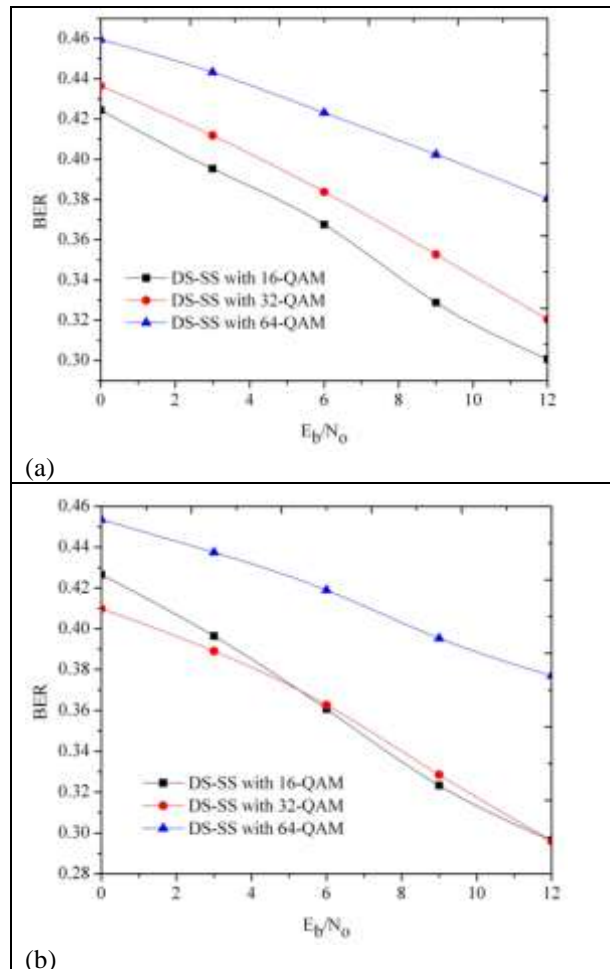 0.46
0.44
0.42
0.40
0.38
0.36
0.34
0.32
0.30
BER
DS-SS with 16-QAM
DS-SS with 32-QAM
DS-SS with 64-QAM
0 2 4 6 8 10 12
E_b/N_o
(a)
0.46
0.44
0.42
0.40
0.38
0.36
0.34
0.32
0.30
0.28
BER
DS-SS with 16-QAM
DS-SS with 32-QAM
DS-SS with 64-QAM
0 2 4 6 8 10 12
E_b/N_o
(b)